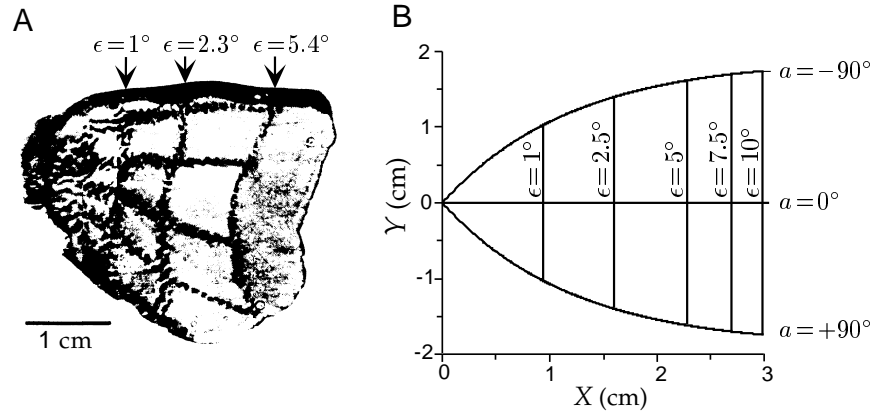 A
ϵ=1° ϵ=2.3° ϵ=5.4°
1 cm
B
2
1
0
-1
-2
Y (cm)
0
1
2
3
X (cm)
ϵ=1°
ϵ=2.5°
ϵ=5°
ϵ=7.5°
ϵ=10°
a=−90°
a=0°
a=+90°